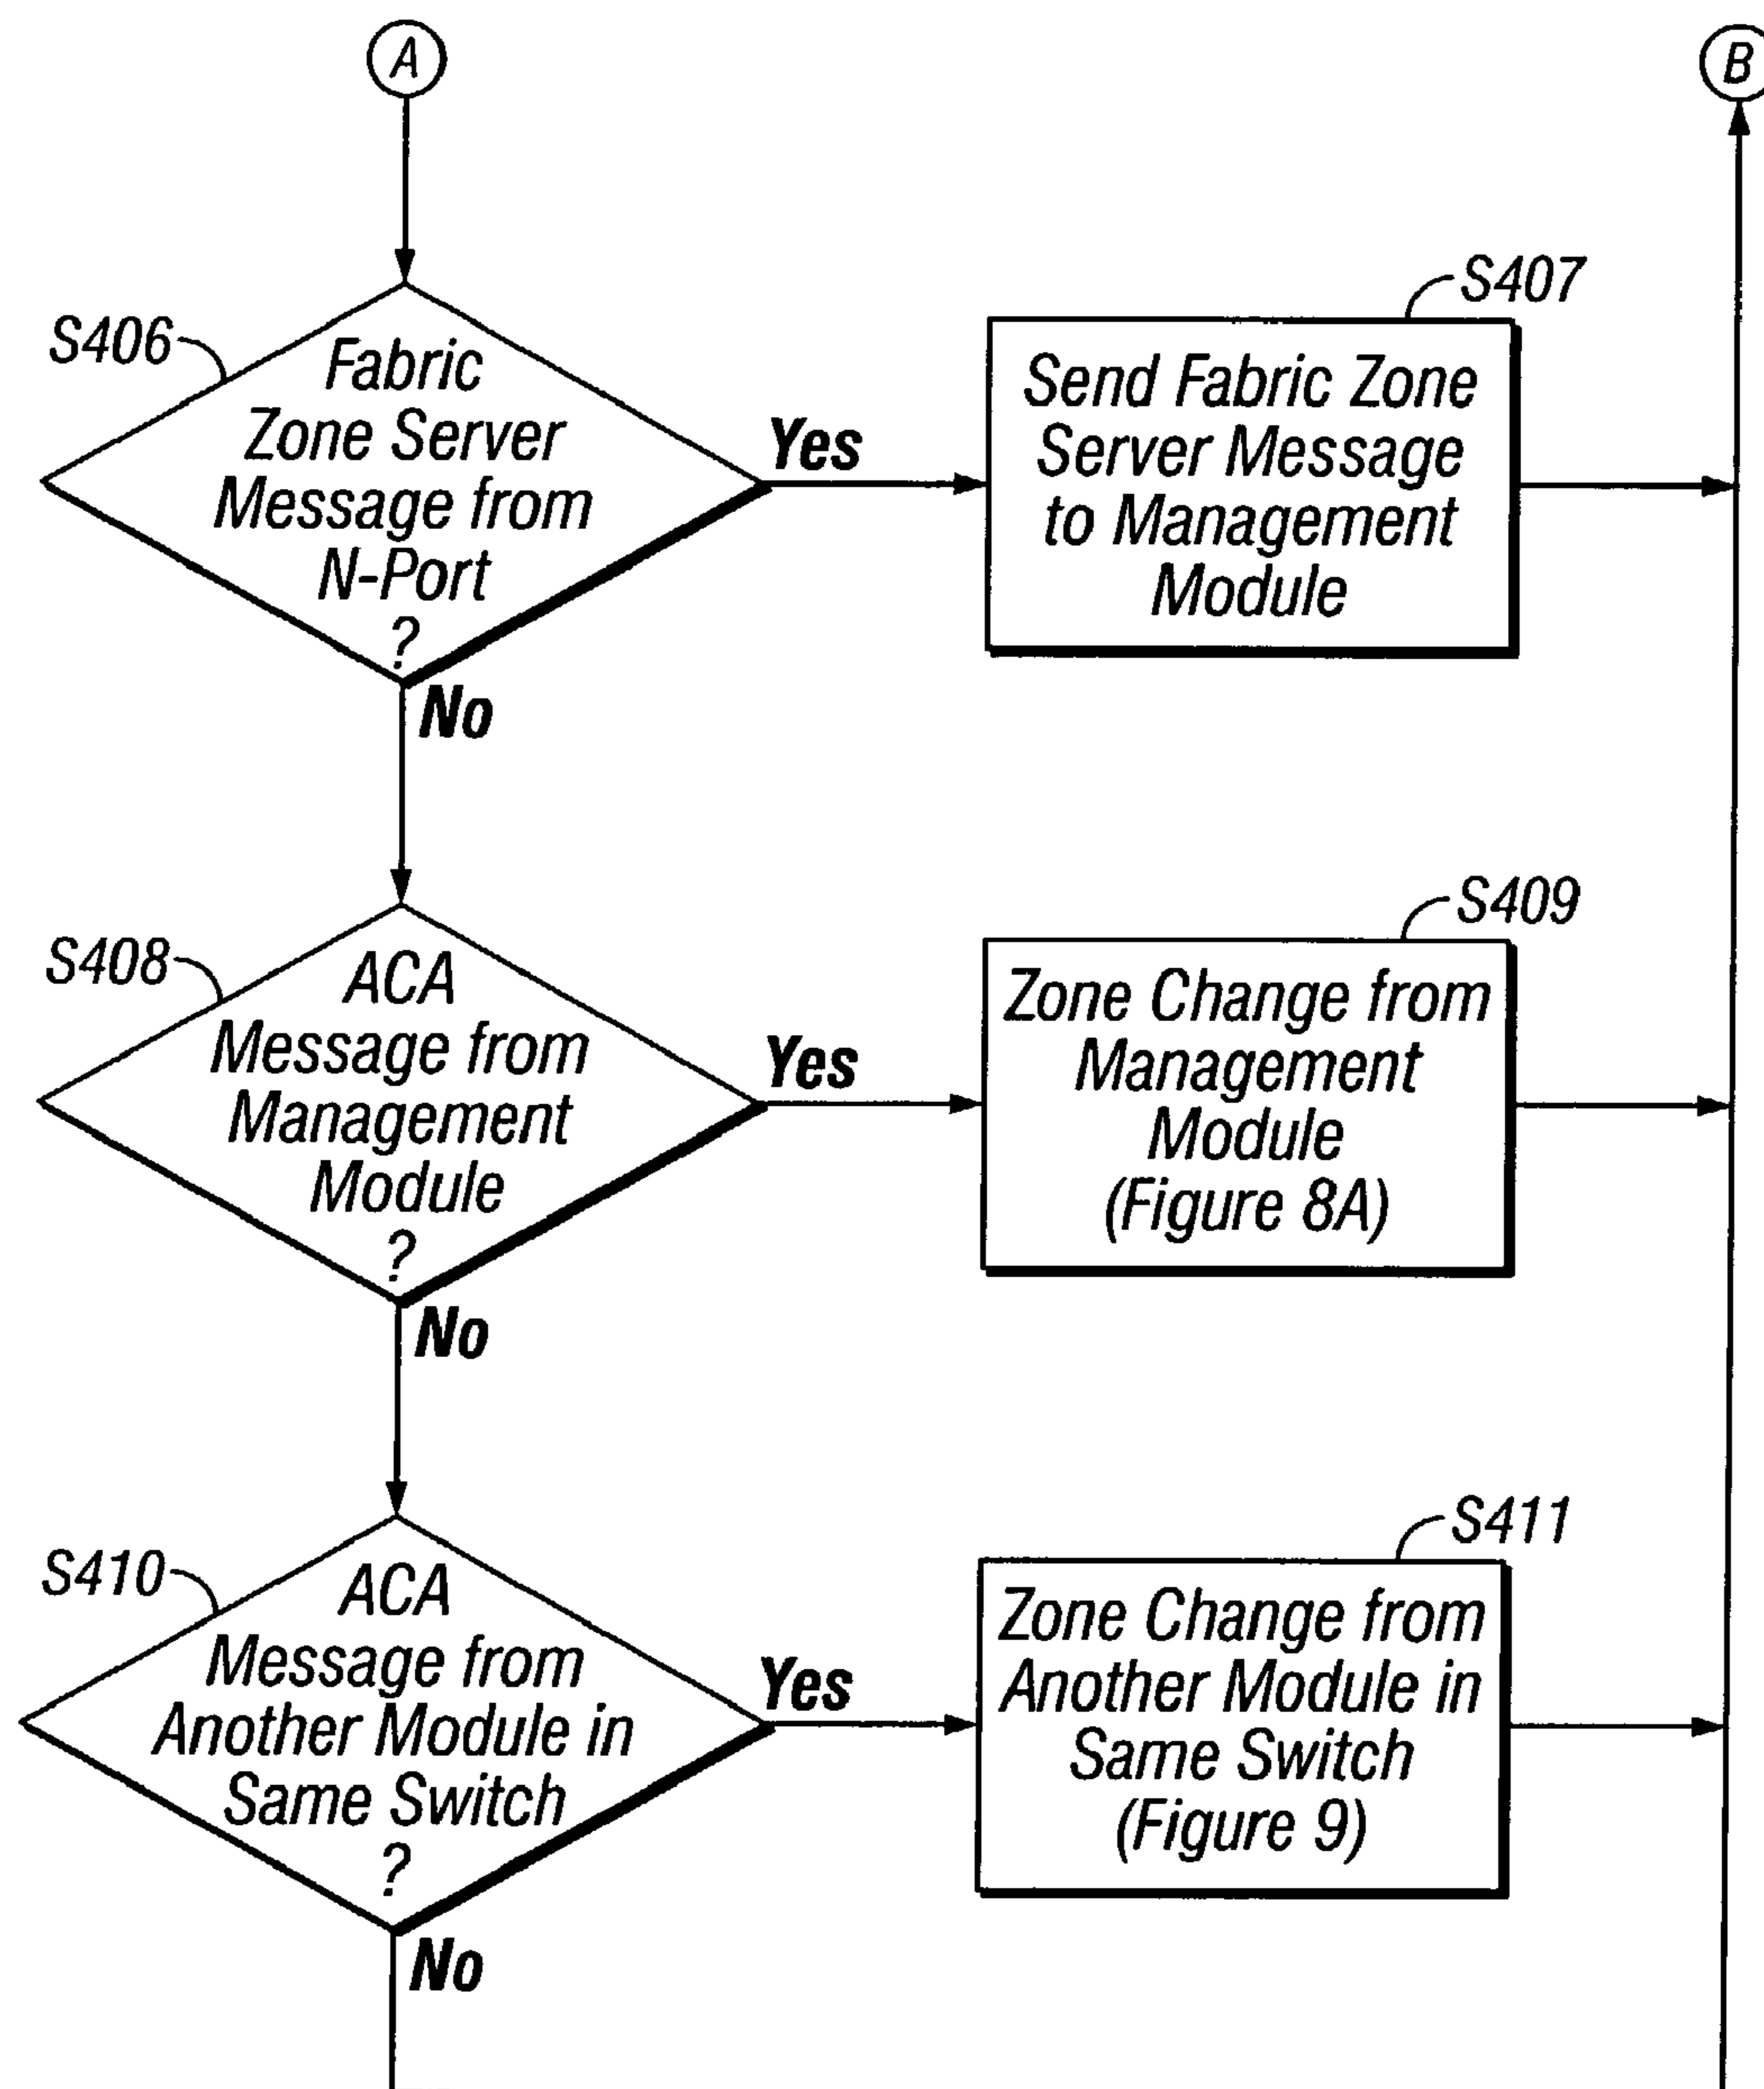 A
B
S406
Fabric
Zone Server
Message from
N-Port
?
Yes
No
S407
Send Fabric Zone
Server Message
to Management
Module
S408
ACA
Message from
Management
Module
?
Yes
No
S409
Zone Change from
Management
Module
(Figure 8A)
S410
ACA
Message from
Another Module in
Same Switch
?
Yes
No
S411
Zone Change from
Another Module in
Same Switch
(Figure 9)